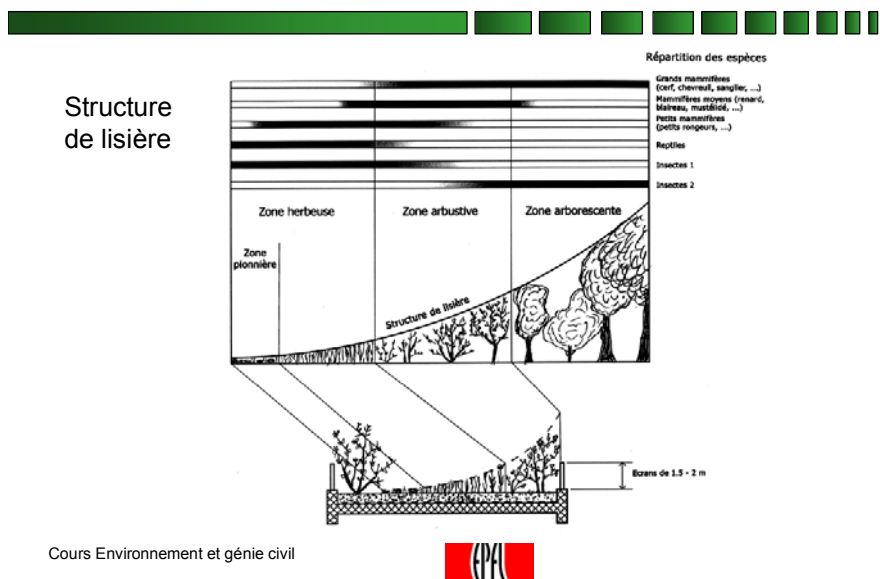 Répartition des espèces
Structure
de lisière
Grands mammifères
(cerf, chevreuil, sanglier, ...)
Mammifères moyens (renard,
blaireau, mustélidé, ...)
Petits mammifères
(petits rongeurs, ...)
Reptiles
Insectes 1
Insectes 2
Zone herbeuse
Zone arbustive
Zone arborescente
Zone
pionnière
Structure de lisière
Ecrans de 1.5 - 2 m
Cours Environnement et génie civil
EPFL